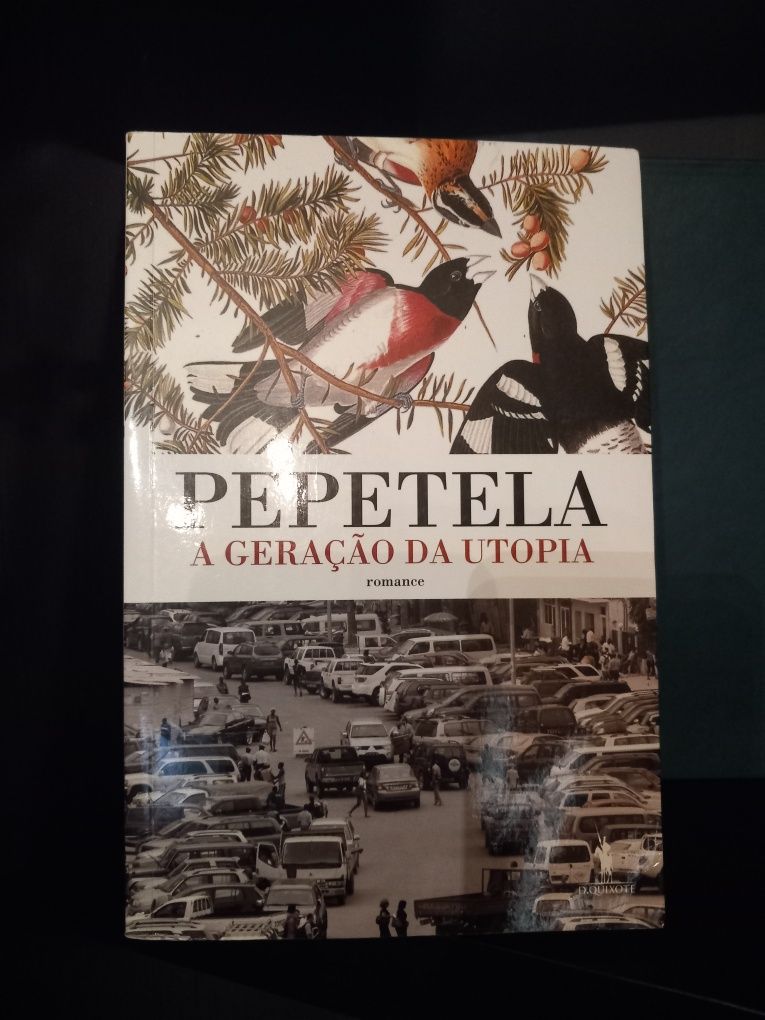 PEPETELA
A GERAÇÃO DA UTOPIA
romance
D.QUIXOTE